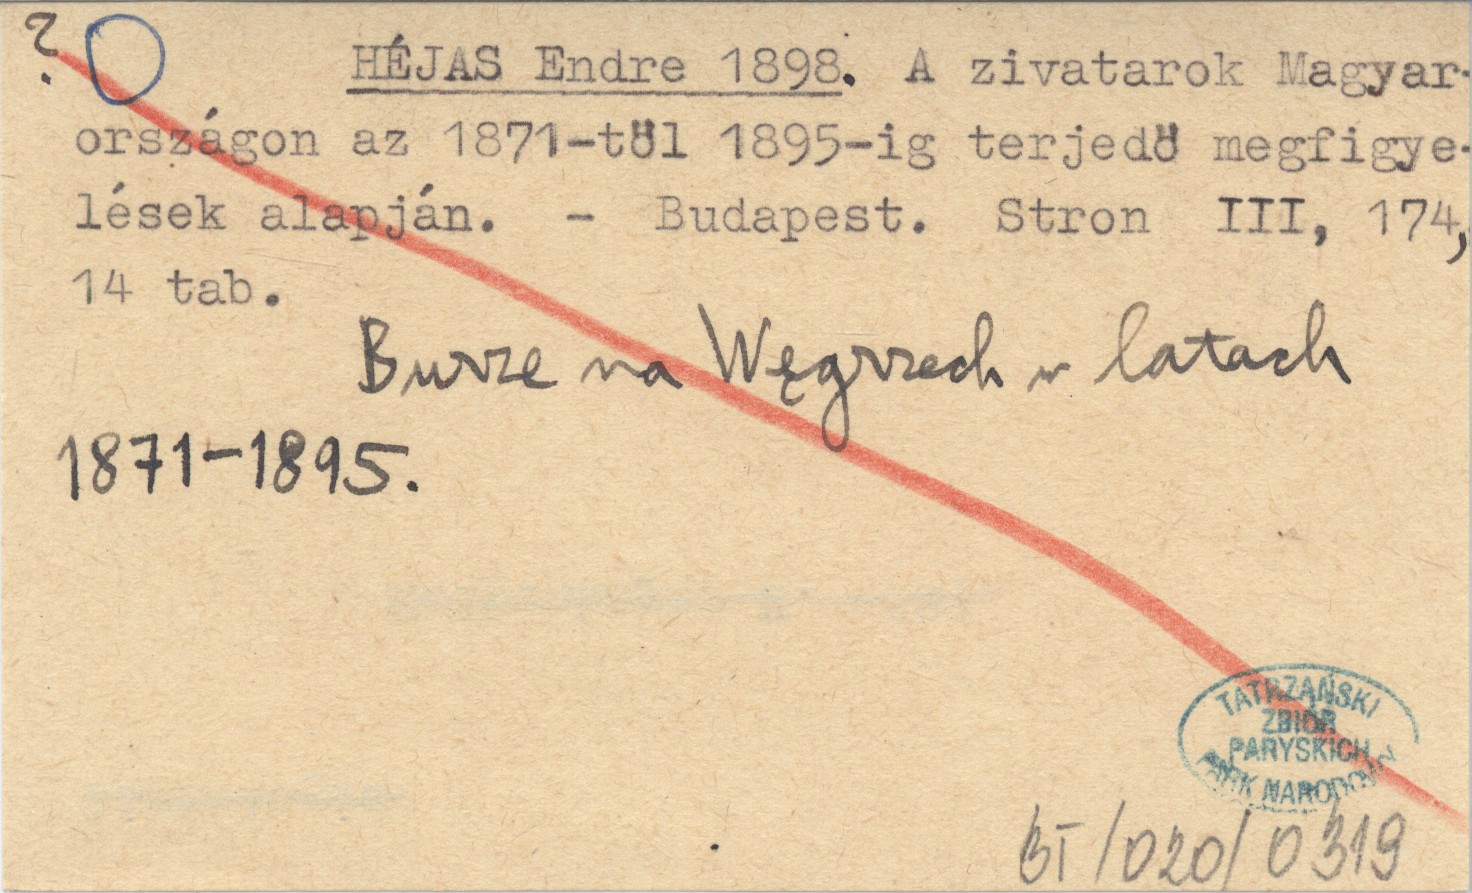 ?
HÉJAS Endre 1898. A zivatarok Magyar-
országon az 1871-től 1895-ig terjedő megfigye-
lések alapján. - Budapest. Stron III, 174,
14 tab.
Burze na Węgrzech w latach
1871-1895.
TATRZAŃSKI
ZBIÓR
PARYSKICH
PARK NARODOWY
BT/020/0319